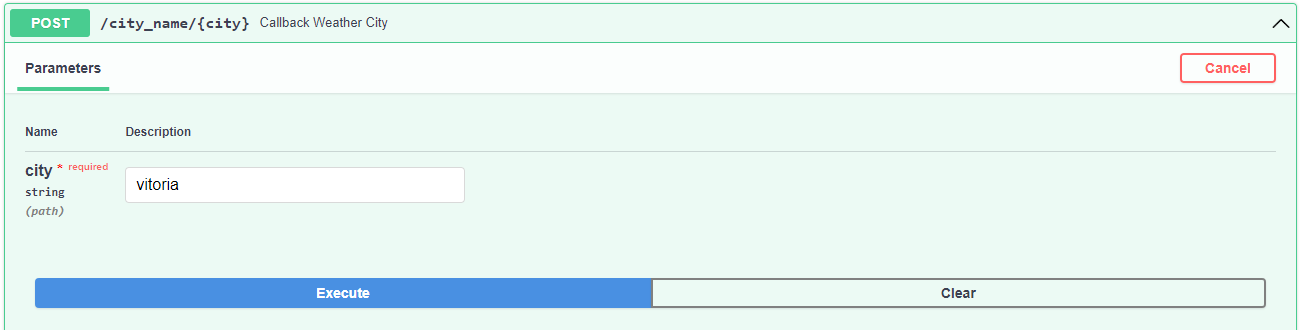 POST /city_name/{city} Callback Weather City
Parameters Cancel
Name Description
city * required
string
(path)
vitoria
Execute Clear